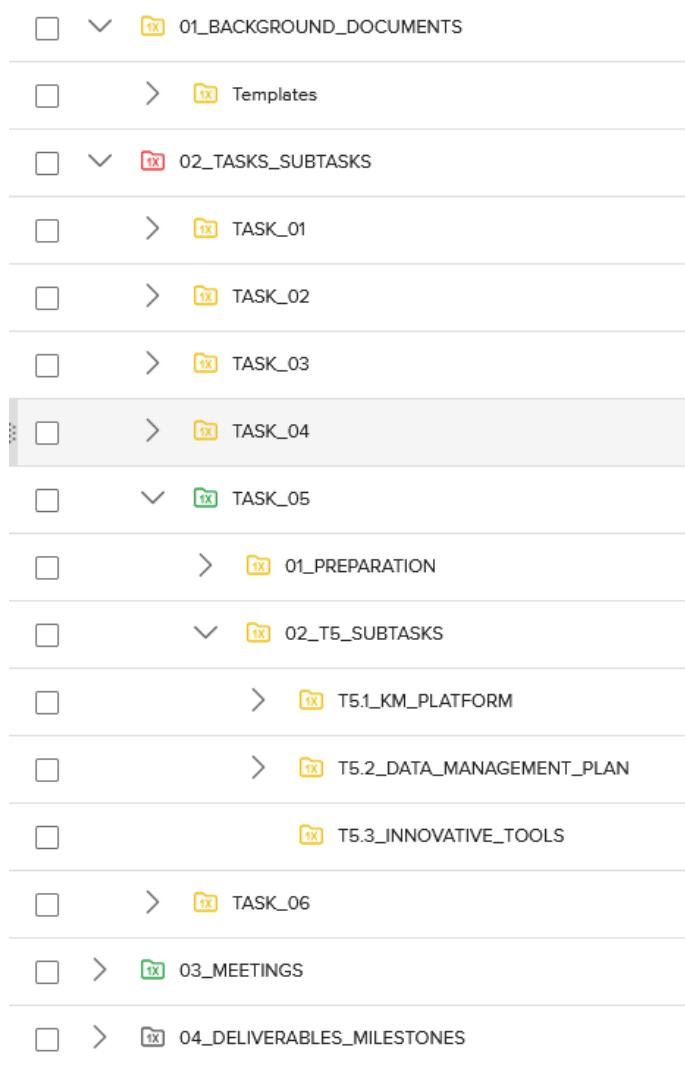 1X 01_BACKGROUND_DOCUMENTS
1X Templates
1X 02_TASKS_SUBTASKS
1X TASK_01
1X TASK_02
1X TASK_03
1X TASK_04
1X TASK_05
1X 01_PREPARATION
1X 02_T5_SUBTASKS
1X T5.1_KM_PLATFORM
1X T5.2_DATA_MANAGEMENT_PLAN
1X T5.3_INNOVATIVE_TOOLS
1X TASK_06
1X 03_MEETINGS
1X 04_DELIVERABLES_MILESTONES